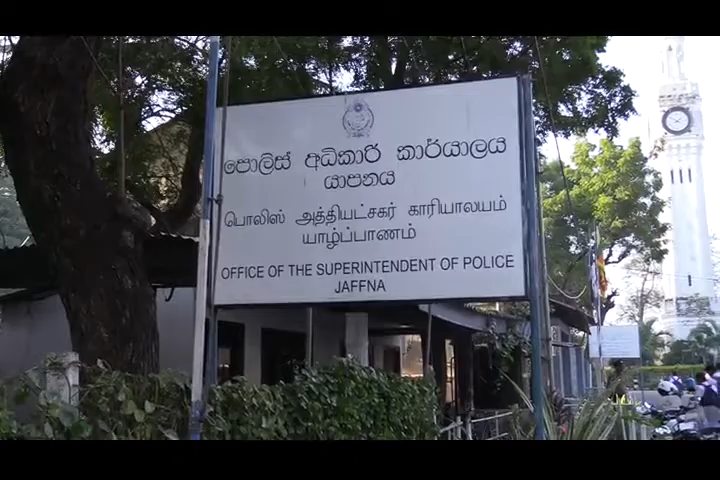 පොලිස් අධිකාරි කාර්යාලය
යාපනය
பொலிஸ் அத்தியட்சகர் காரியாலயம்
யாழ்ப்பாணம்
OFFICE OF THE SUPERINTENDENT OF POLICE
JAFFNA